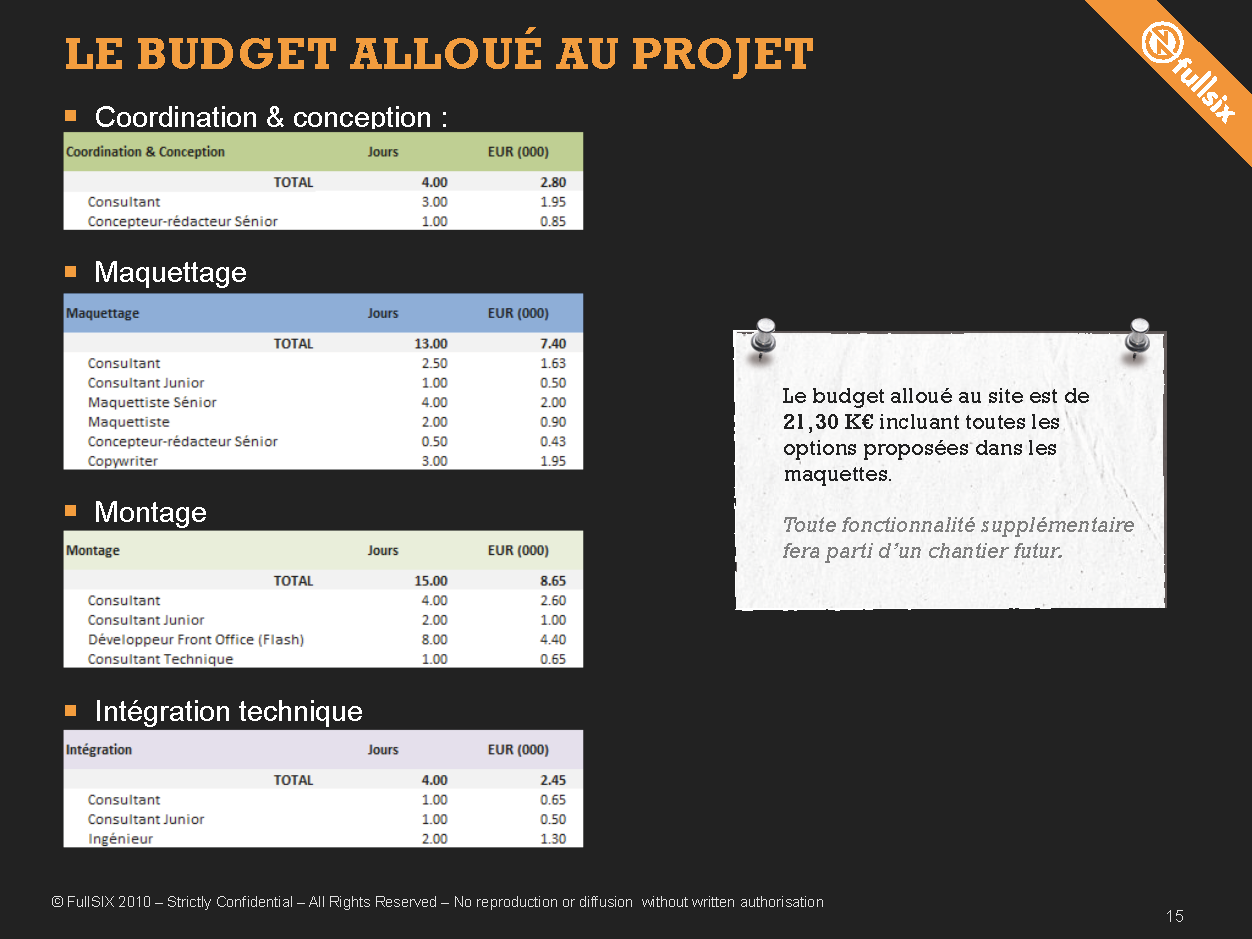 LE BUDGET ALLOUÉ AU PROJET
fullsix
Coordination & conception :
Coordination & Conception Jours EUR (000)
TOTAL 4.00 2.80
Consultant 3.00 1.95
Concepteur-rédacteur Sénior 1.00 0.85
Maquettage
Maquettage Jours EUR (000)
TOTAL 13.00 7.40
Consultant 2.50 1.63
Consultant Junior 1.00 0.50
Maquettiste Sénior 4.00 2.00
Maquettiste 2.00 0.90
Concepteur-rédacteur Sénior 0.50 0.43
Copywriter 3.00 1.95
Montage
Montage Jours EUR (000)
TOTAL 15.00 8.65
Consultant 4.00 2.60
Consultant Junior 2.00 1.00
Développeur Front Office (Flash) 8.00 4.40
Consultant Technique 1.00 0.65
Intégration technique
Intégration Jours EUR (000)
TOTAL 4.00 2.45
Consultant 1.00 0.65
Consultant Junior 1.00 0.50
Ingénieur 2.00 1.30
Le budget alloué au site est de
21,30 K€ incluant toutes les
options proposées dans les
maquettes.
Toute fonctionnalité supplémentaire
fera parti d’un chantier futur.
© FullSIX 2010 – Strictly Confidential – All Rights Reserved – No reproduction or diffusion without written authorisation
15